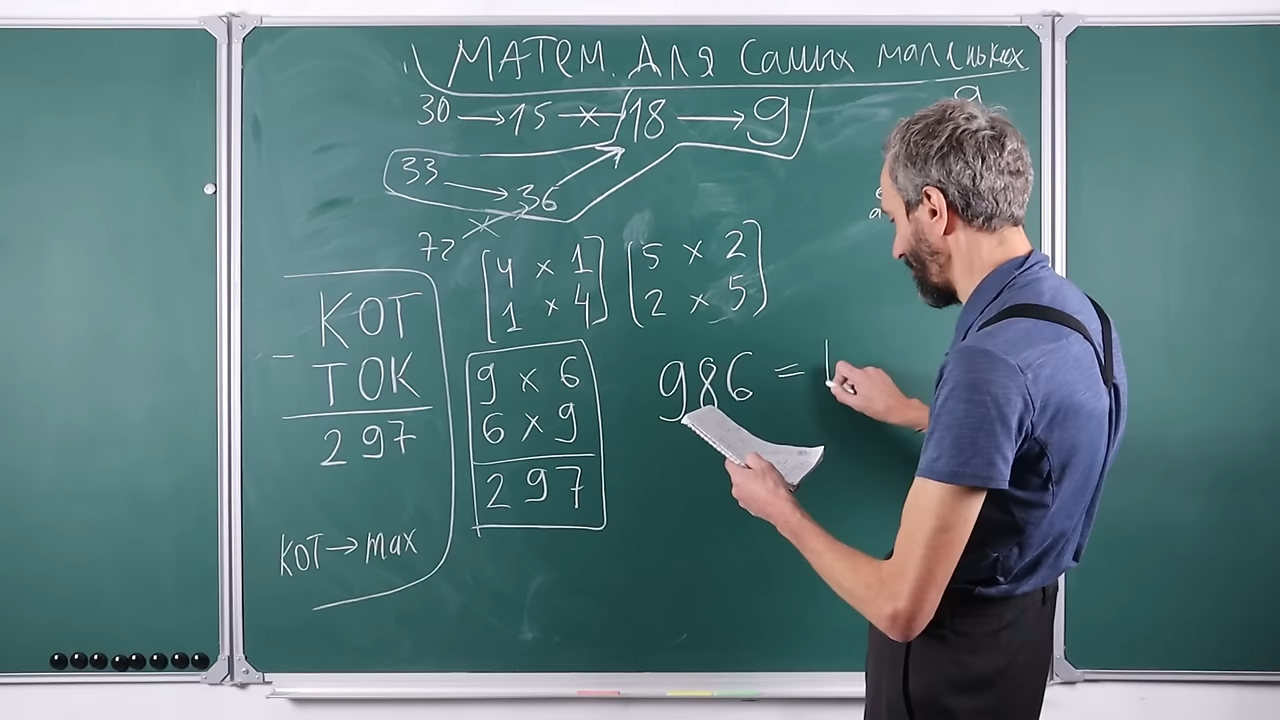 МАТЕМ. Для самых маленьких
30 → 15 → 18 → 9
33 → 36
72
4 x 1
1 x 4
5 x 2
2 x 5
КОТ
− ТОК
297
КОТ → max
9 x 6
6 x 9
297
986 =